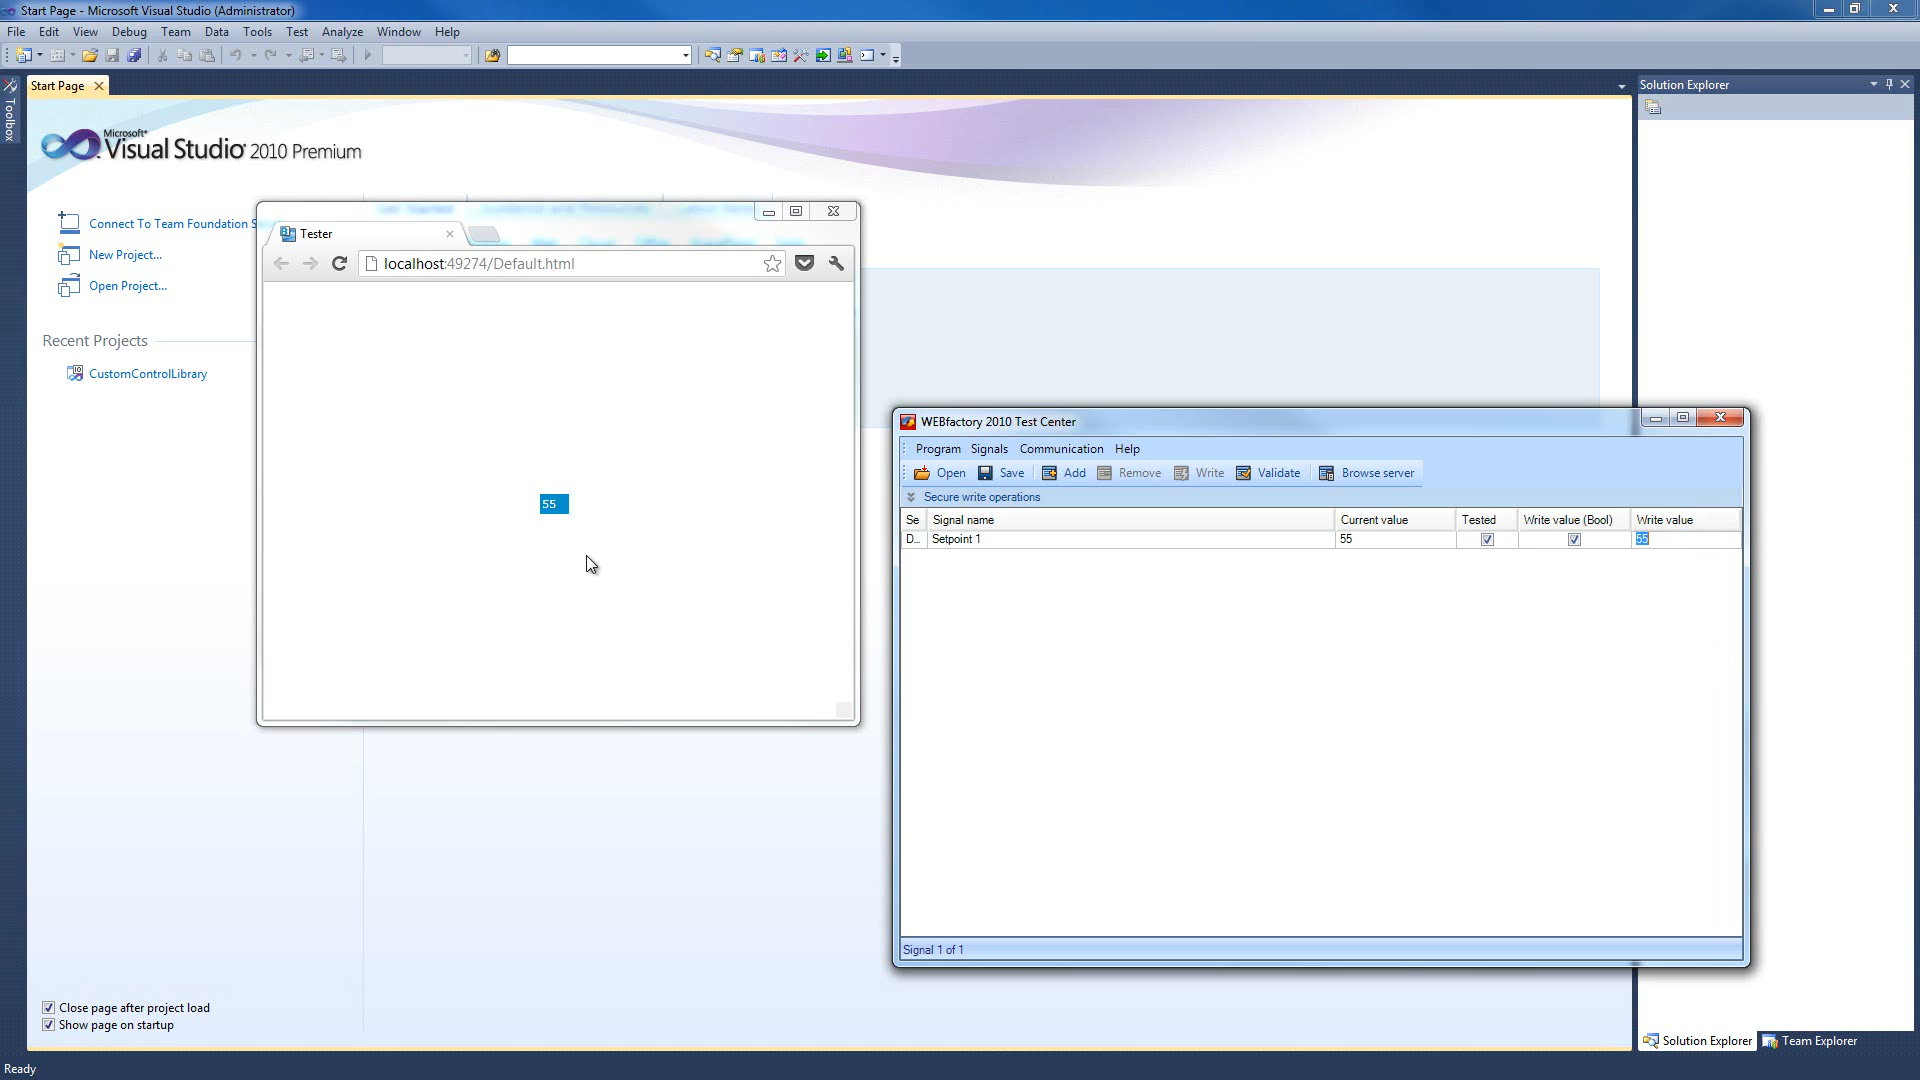 Start Page - Microsoft Visual Studio (Administrator)
File Edit View Debug Team Data Tools Test Analyze Window Help
Toolbox
Start Page
Microsoft®
Visual Studio 2010 Premium
Connect To Team Foundation S
New Project...
Open Project...
Recent Projects
CustomControlLibrary
Close page after project load
Show page on startup
Tester
localhost:49274/Default.html
55
WEBfactory 2010 Test Center
Program Signals Communication Help
Open Save Add Remove Write Validate Browse server
Secure write operations
Se Signal name Current value Tested Write value (Bool) Write value
D... Setpoint 1 55 55
Signal 1 of 1
Solution Explorer
Solution Explorer Team Explorer
Ready